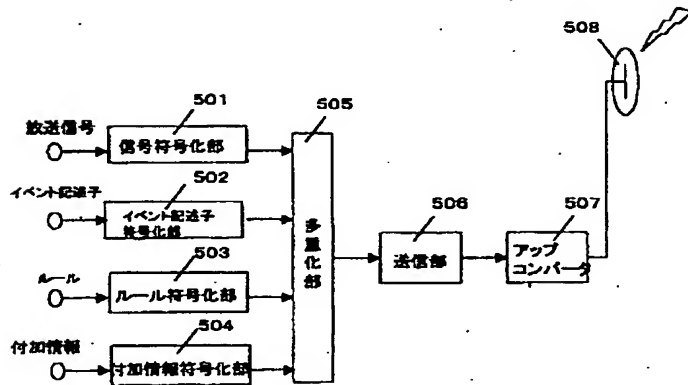 508
501
505
放送信号
信号符号化部
502
イベント記述子
イベント記述子
符号化部
506
507
多重化部
送信部
アップ
コンバータ
503
ルール
ルール符号化部
504
付加情報
付加情報符号化部